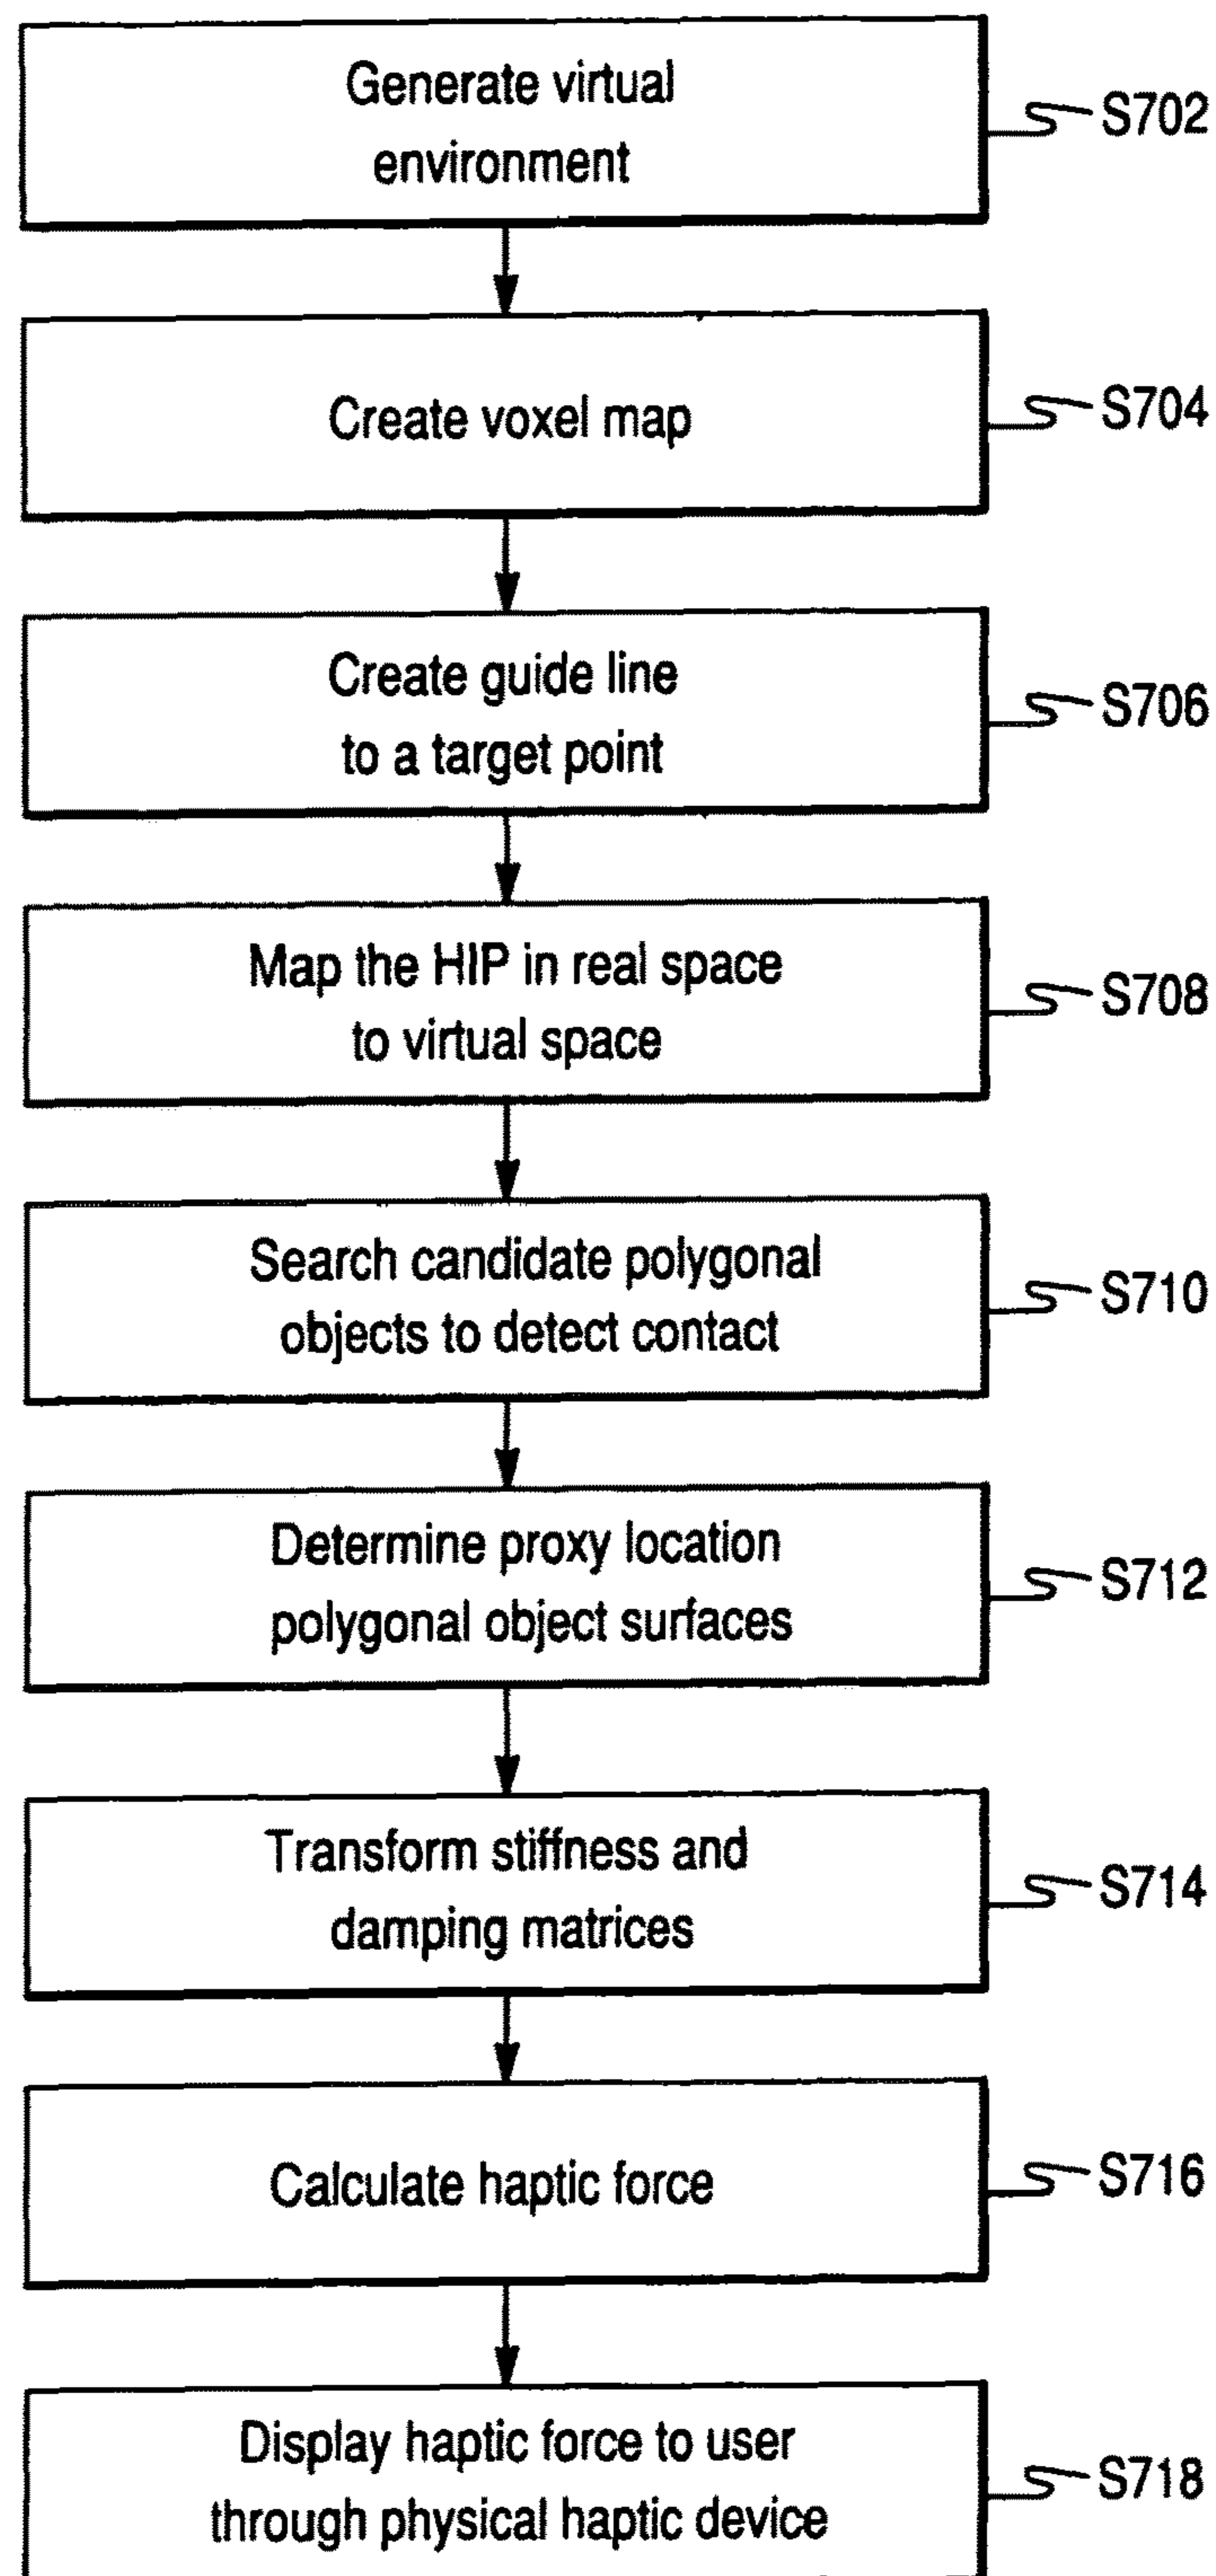 Generate virtual
environment
S702
Create voxel map
S704
Create guide line
to a target point
S706
Map the HIP in real space
to virtual space
S708
Search candidate polygonal
objects to detect contact
S710
Determine proxy location
polygonal object surfaces
S712
Transform stiffness and
damping matrices
S714
Calculate haptic force
S716
Display haptic force to user
through physical haptic device
S718